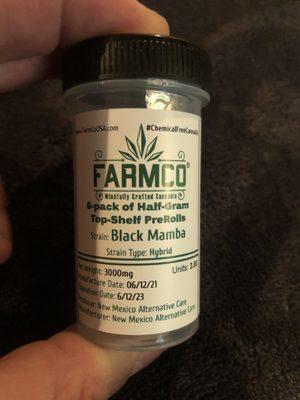 www.FarmCoUSA.com #ChemicalFreeCannabis
FARMCO®
Mindfully Crafted Cannabis
6-pack of Half-Gram
Top-Shelf PreRolls
Strain: Black Mamba
Strain Type: Hybrid
Net Weight: 3000mg Units: 3.00
Manufacture Date: 06/12/21
Expiration Date: 6/12/23
Producer: New Mexico Alternative Care
Manufacturer: New Mexico Alternative Care